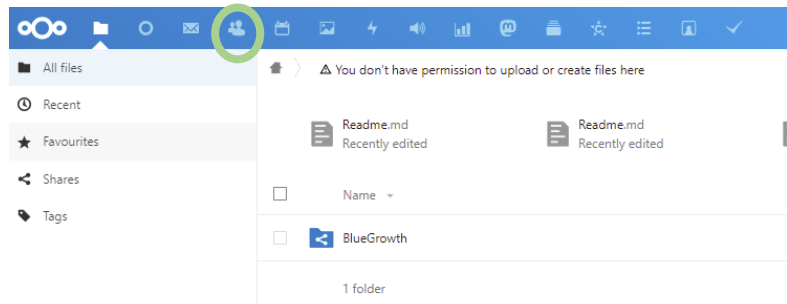 All files
Recent
Favourites
Shares
Tags
You don't have permission to upload or create files here
Readme.md
Recently edited
Readme.md
Recently edited
Name
BlueGrowth
1 folder